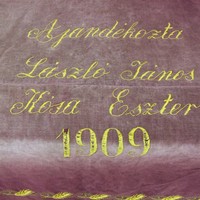 Ajándékozta
László János
Kósa Eszter
1909